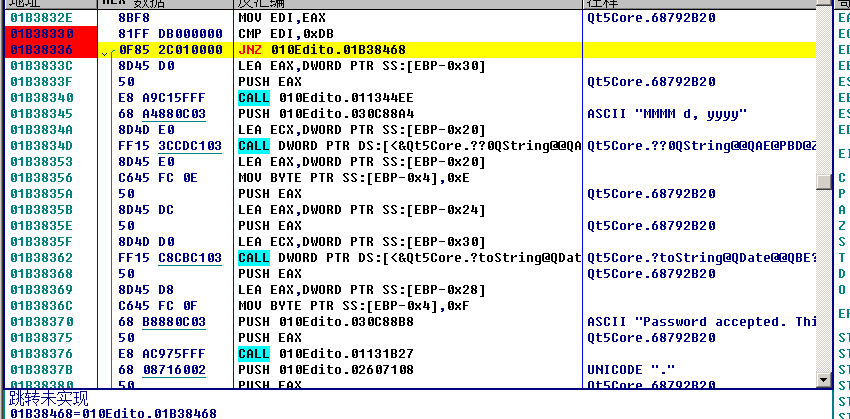 地址 HEX 数据 反汇编 注释
01B3832E 8BF8 MOV EDI,EAX Qt5Core.68792B20
01B38330 81FF DB000000 CMP EDI,0xDB
01B38336 0F85 2C010000 JNZ 010Edito.01B38468
01B3833C 8D45 D0 LEA EAX,DWORD PTR SS:[EBP-0x30]
01B3833F 50 PUSH EAX Qt5Core.68792B20
01B38340 E8 A9C15FFF CALL 010Edito.011344EE
01B38345 68 A4880C03 PUSH 010Edito.030C88A4 ASCII "MMMM d, yyyy"
01B3834A 8D4D E0 LEA ECX,DWORD PTR SS:[EBP-0x20]
01B3834D FF15 3CCDC103 CALL DWORD PTR DS:[<&Qt5Core.??0QString@@QA Qt5Core.??0QString@@QAE@PBD@Z
01B38353 8D45 E0 LEA EAX,DWORD PTR SS:[EBP-0x20] Qt5Core.68792B20
01B38356 C645 FC 0E MOV BYTE PTR SS:[EBP-0x4],0xE
01B3835A 50 PUSH EAX Qt5Core.68792B20
01B3835B 8D45 DC LEA EAX,DWORD PTR SS:[EBP-0x24]
01B3835E 50 PUSH EAX Qt5Core.68792B20
01B3835F 8D4D D0 LEA ECX,DWORD PTR SS:[EBP-0x30]
01B38362 FF15 C8CBC103 CALL DWORD PTR DS:[<&Qt5Core.?toString@QDat Qt5Core.?toString@QDate@@QBE?
01B38368 50 PUSH EAX Qt5Core.68792B20
01B38369 8D45 D8 LEA EAX,DWORD PTR SS:[EBP-0x28]
01B3836C C645 FC 0F MOV BYTE PTR SS:[EBP-0x4],0xF
01B38370 68 B8880C03 PUSH 010Edito.030C88B8 ASCII "Password accepted. Thi
01B38375 50 PUSH EAX Qt5Core.68792B20
01B38376 E8 AC975FFF CALL 010Edito.01131B27
01B3837B 68 08716002 PUSH 010Edito.02607108 UNICODE "."
01B38380 50 PUSH EAX Qt5Core.68792B20
跳转未实现
01B38468=010Edito.01B38468